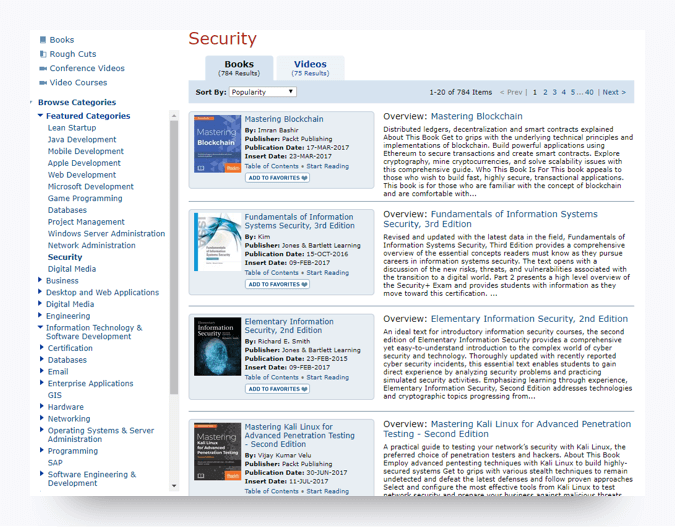 Books
Rough Cuts
Conference Videos
Video Courses
Browse Categories
Featured Categories
Lean Startup
Java Development
Mobile Development
Apple Development
Web Development
Microsoft Development
Game Programming
Databases
Project Management
Windows Server Administration
Network Administration
Security
Digital Media
Business
Desktop and Web Applications
Digital Media
Engineering
Information Technology &
Software Development
Certification
Databases
Email
Enterprise Applications
GIS
Hardware
Networking
Operating Systems & Server
Administration
Programming
SAP
Software Engineering &
Development
Security
Books
(784 Results)
Videos
(75 Results)
Sort By: Popularity
1-20 of 784 Items < Prev | 1 2 3 4 5 ... 40 | Next >
Mastering
Blockchain
Mastering Blockchain
By: Imran Bashir
Publisher: Packt Publishing
Publication Date: 17-MAR-2017
Insert Date: 23-MAR-2017
Table of Contents • Start Reading
ADD TO FAVORITES
Overview: Mastering Blockchain
Distributed ledgers, decentralization and smart contracts explained
About This Book Get to grips with the underlying technical principles and
implementations of blockchain. Build powerful applications using
Ethereum to secure transactions and create smart contracts. Explore
cryptography, mine cryptocurrencies, and solve scalability issues with
this comprehensive guide. Who This Book Is For This book appeals to
those who wish to build fast, highly secure, transactional applications.
This book is for those who are familiar with the concept of blockchain
and are comfortable with...
Fundamentals of Information
Systems Security, 3rd Edition
By: Kim
Publisher: Jones & Bartlett Learning
Publication Date: 15-OCT-2016
Insert Date: 09-FEB-2017
Table of Contents • Start Reading
ADD TO FAVORITES
Overview: Fundamentals of Information Systems
Security, 3rd Edition
Revised and updated with the latest data in the field, Fundamentals of
Information Systems Security, Third Edition provides a comprehensive
overview of the essential concepts readers must know as they pursue
careers in information systems security. The text opens with a
discussion of the new risks, threats, and vulnerabilities associated with
the transition to a digital world. Part 2 presents a high level overview of
the Security+ Exam and provides students with information as they
move toward this certification. ...
Information
Security
Elementary Information
Security, 2nd Edition
By: Richard E. Smith
Publisher: Jones & Bartlett Learning
Publication Date: 23-FEB-2015
Insert Date: 09-FEB-2017
Table of Contents • Start Reading
ADD TO FAVORITES
Overview: Elementary Information Security, 2nd Edition
An ideal text for introductory information security courses, the second
edition of Elementary Information Security provides a comprehensive
yet easy-to-understand introduction to the complex world of cyber
security and technology. Thoroughly updated with recently reported
cyber security incidents, this essential text enables students to gain
direct experience by analyzing security problems and practicing
simulated security activities. Emphasizing learning through experience,
Elementary Information Security, Second Edition addresses technologies
and cryptographic topics progressing from...
Mastering
Kali Linux
for Advanced
Penetration Testing
Mastering Kali Linux for
Advanced Penetration Testing
- Second Edition
By: Vijay Kumar Velu
Publisher: Packt Publishing
Publication Date: 30-JUN-2017
Insert Date: 11-JUL-2017
Table of Contents • Start Reading
Overview: Mastering Kali Linux for Advanced Penetration
Testing - Second Edition
A practical guide to testing your network's security with Kali Linux, the
preferred choice of penetration testers and hackers. About This Book
Employ advanced pentesting techniques with Kali Linux to build highly-
secured systems Get to grips with various stealth techniques to remain
undetected and defeat the latest defenses and follow proven approaches
Select and configure the most effective tools from Kali Linux to test
network security and prepare your business against malicious threats